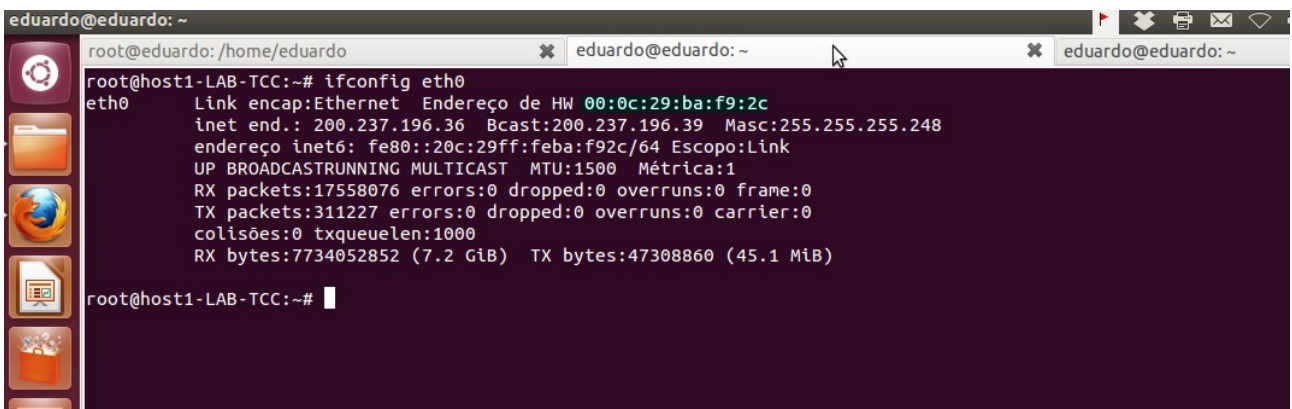 eduardo@eduardo: ~
root@eduardo: /home/eduardo
eduardo@eduardo: ~
eduardo@eduardo: ~
root@host1-LAB-TCC:~# ifconfig eth0
eth0 Link encap:Ethernet Endereço de HW 00:0c:29:ba:f9:2c
inet end.: 200.237.196.36 Bcast:200.237.196.39 Masc:255.255.255.248
endereço inet6: fe80::20c:29ff:feba:f92c/64 Escopo:Link
UP BROADCASTRUNNING MULTICAST MTU:1500 Métrica:1
RX packets:17558076 errors:0 dropped:0 overruns:0 frame:0
TX packets:311227 errors:0 dropped:0 overruns:0 carrier:0
colisões:0 txqueuelen:1000
RX bytes:7734052852 (7.2 GiB) TX bytes:47308860 (45.1 MiB)
root@host1-LAB-TCC:~#